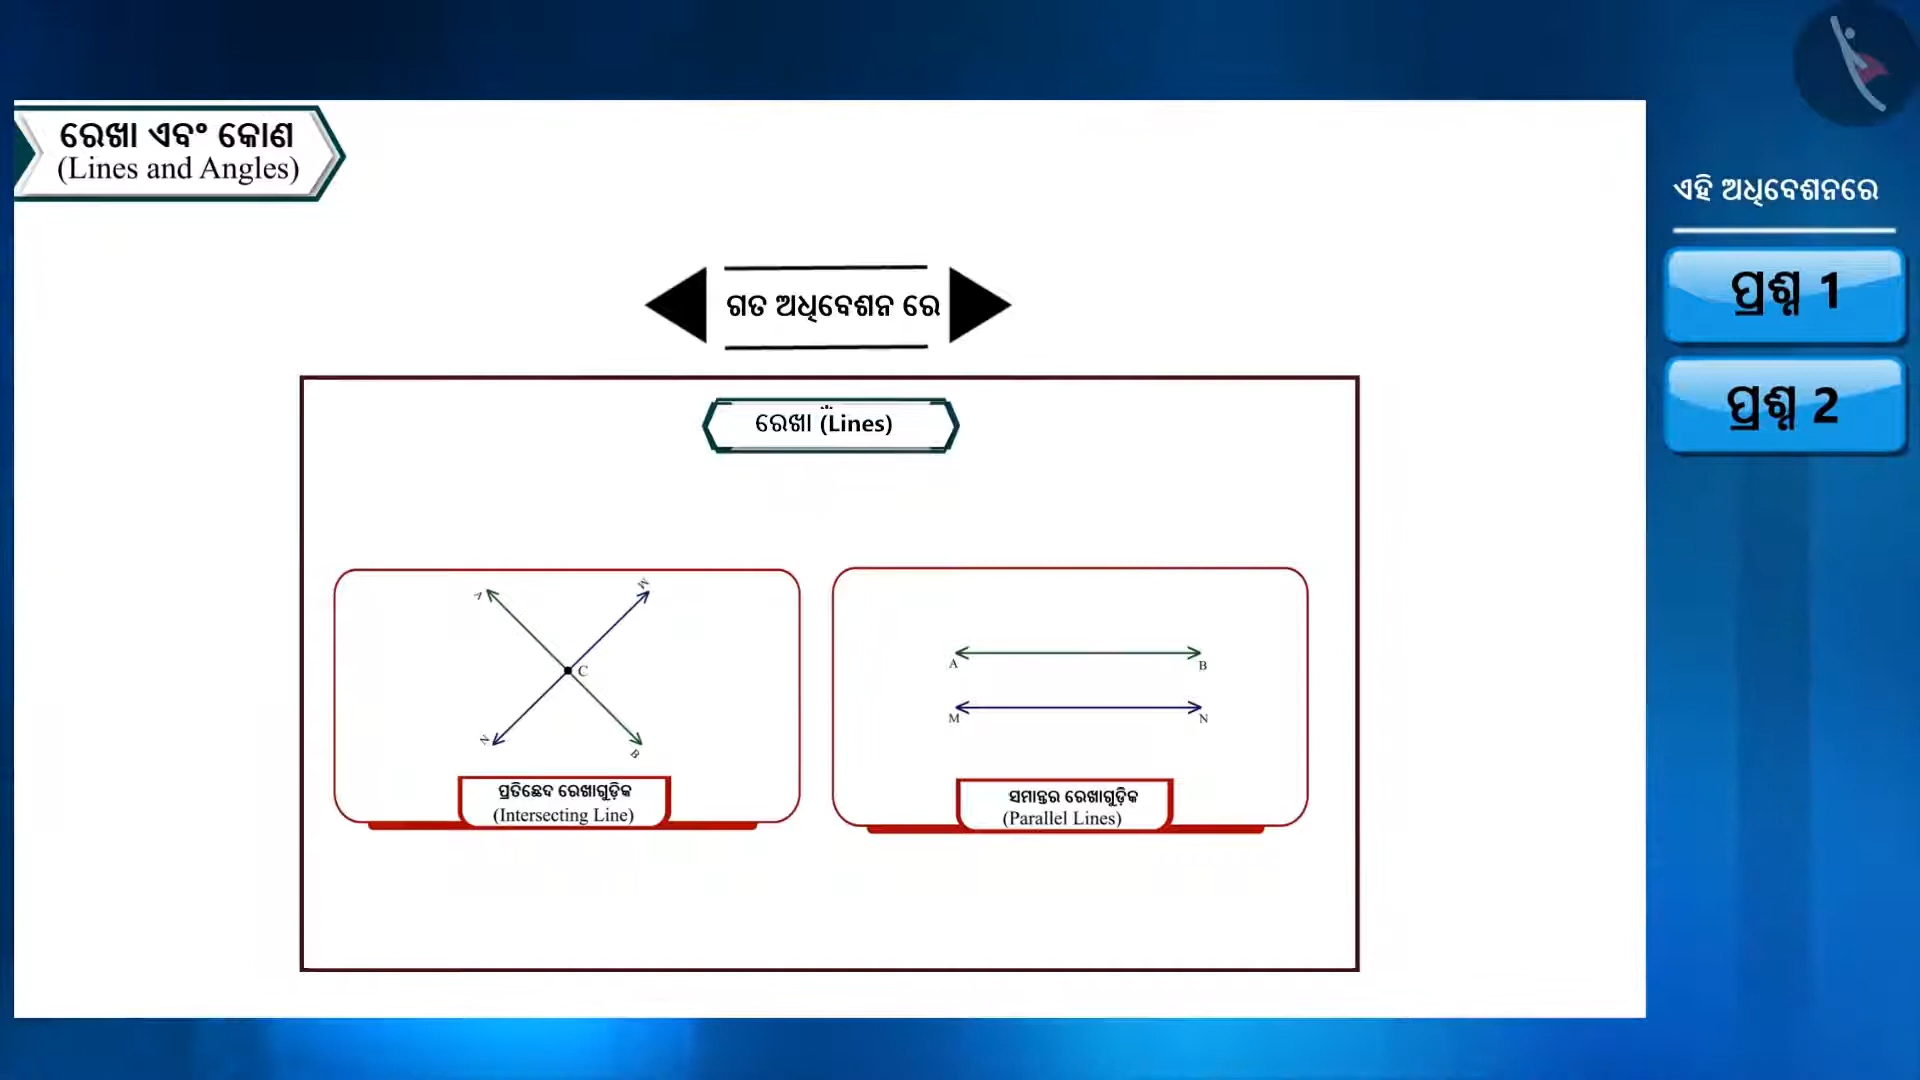 ରେଖା ଏବଂ କୋଣ
(Lines and Angles)
ଏହି ଅଧିବେଶନରେ
ପ୍ରଶ୍ନ 1
ପ୍ରଶ୍ନ 2
ଗତ ଅଧିବେଶନ ରେ
ରେଖା (Lines)
A
M
C
N
B
ପ୍ରତିଛେଦ ରେଖାଗୁଡ଼ିକ
(Intersecting Line)
A B
M N
ସମାନ୍ତର ରେଖାଗୁଡ଼ିକ
(Parallel Lines)